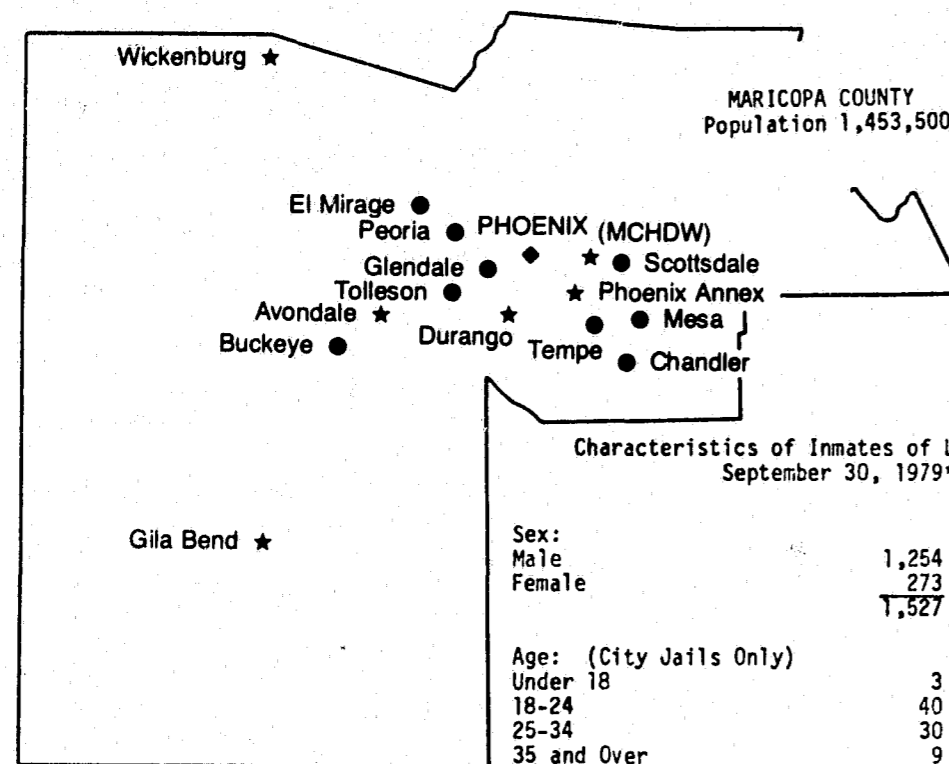 Wickenburg ★
MARICOPA COUNTY
Population 1,453,500
El Mirage ●
Peoria ● PHOENIX (MCHDW)
Glendale ● ◆ ★ ● Scottsdale
Tolleson ● ★ Phoenix Annex
Avondale ★ Durango ★ ● Mesa
Buckeye ● Tempe ● ● Chandler
Characteristics of Inmates of
September 30, 1979*
Gila Bend ★
Sex:
Male 1,254
Female 273
1,527
Age: (City Jails Only)
Under 18 3
18-24 40
25-34 30
35 and Over 9